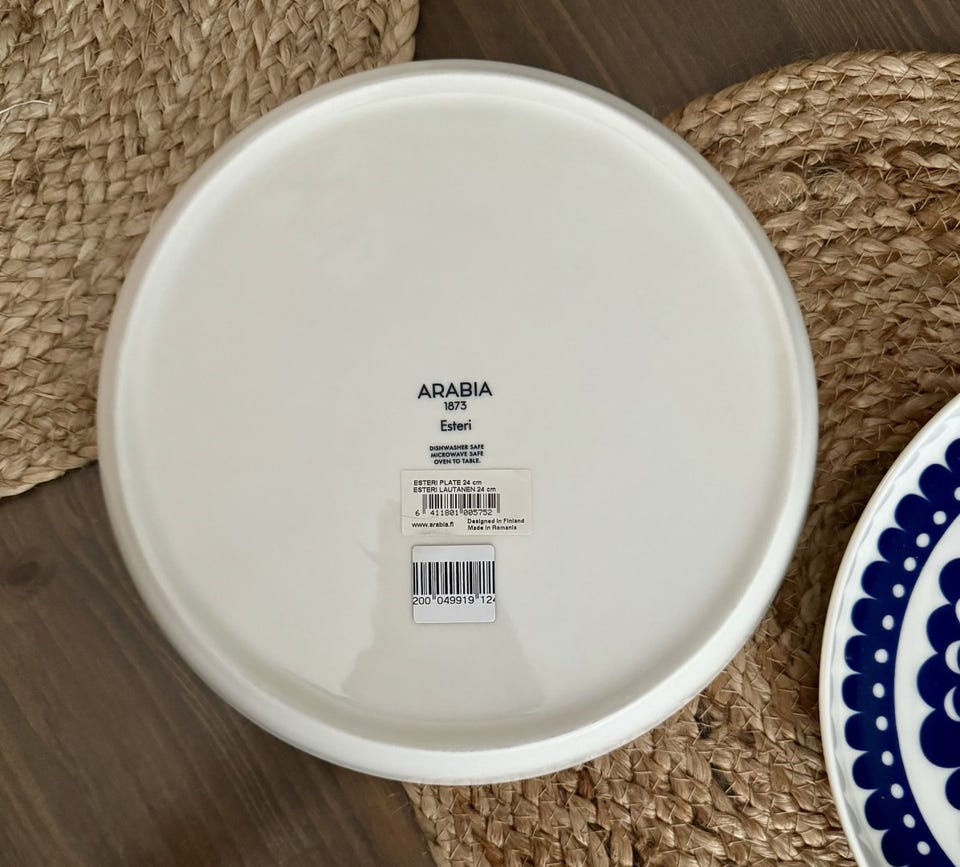 ARABIA
1873
Esteri
DISHWASHER SAFE
MICROWAVE SAFE
OVEN TO TABLE.
ESTERI PLATE 24 cm
ESTERI LAUTANEN 24 cm
6 411801 005752
www.arabia.fi Designed in Finland
Made in Romania
200 049919 124